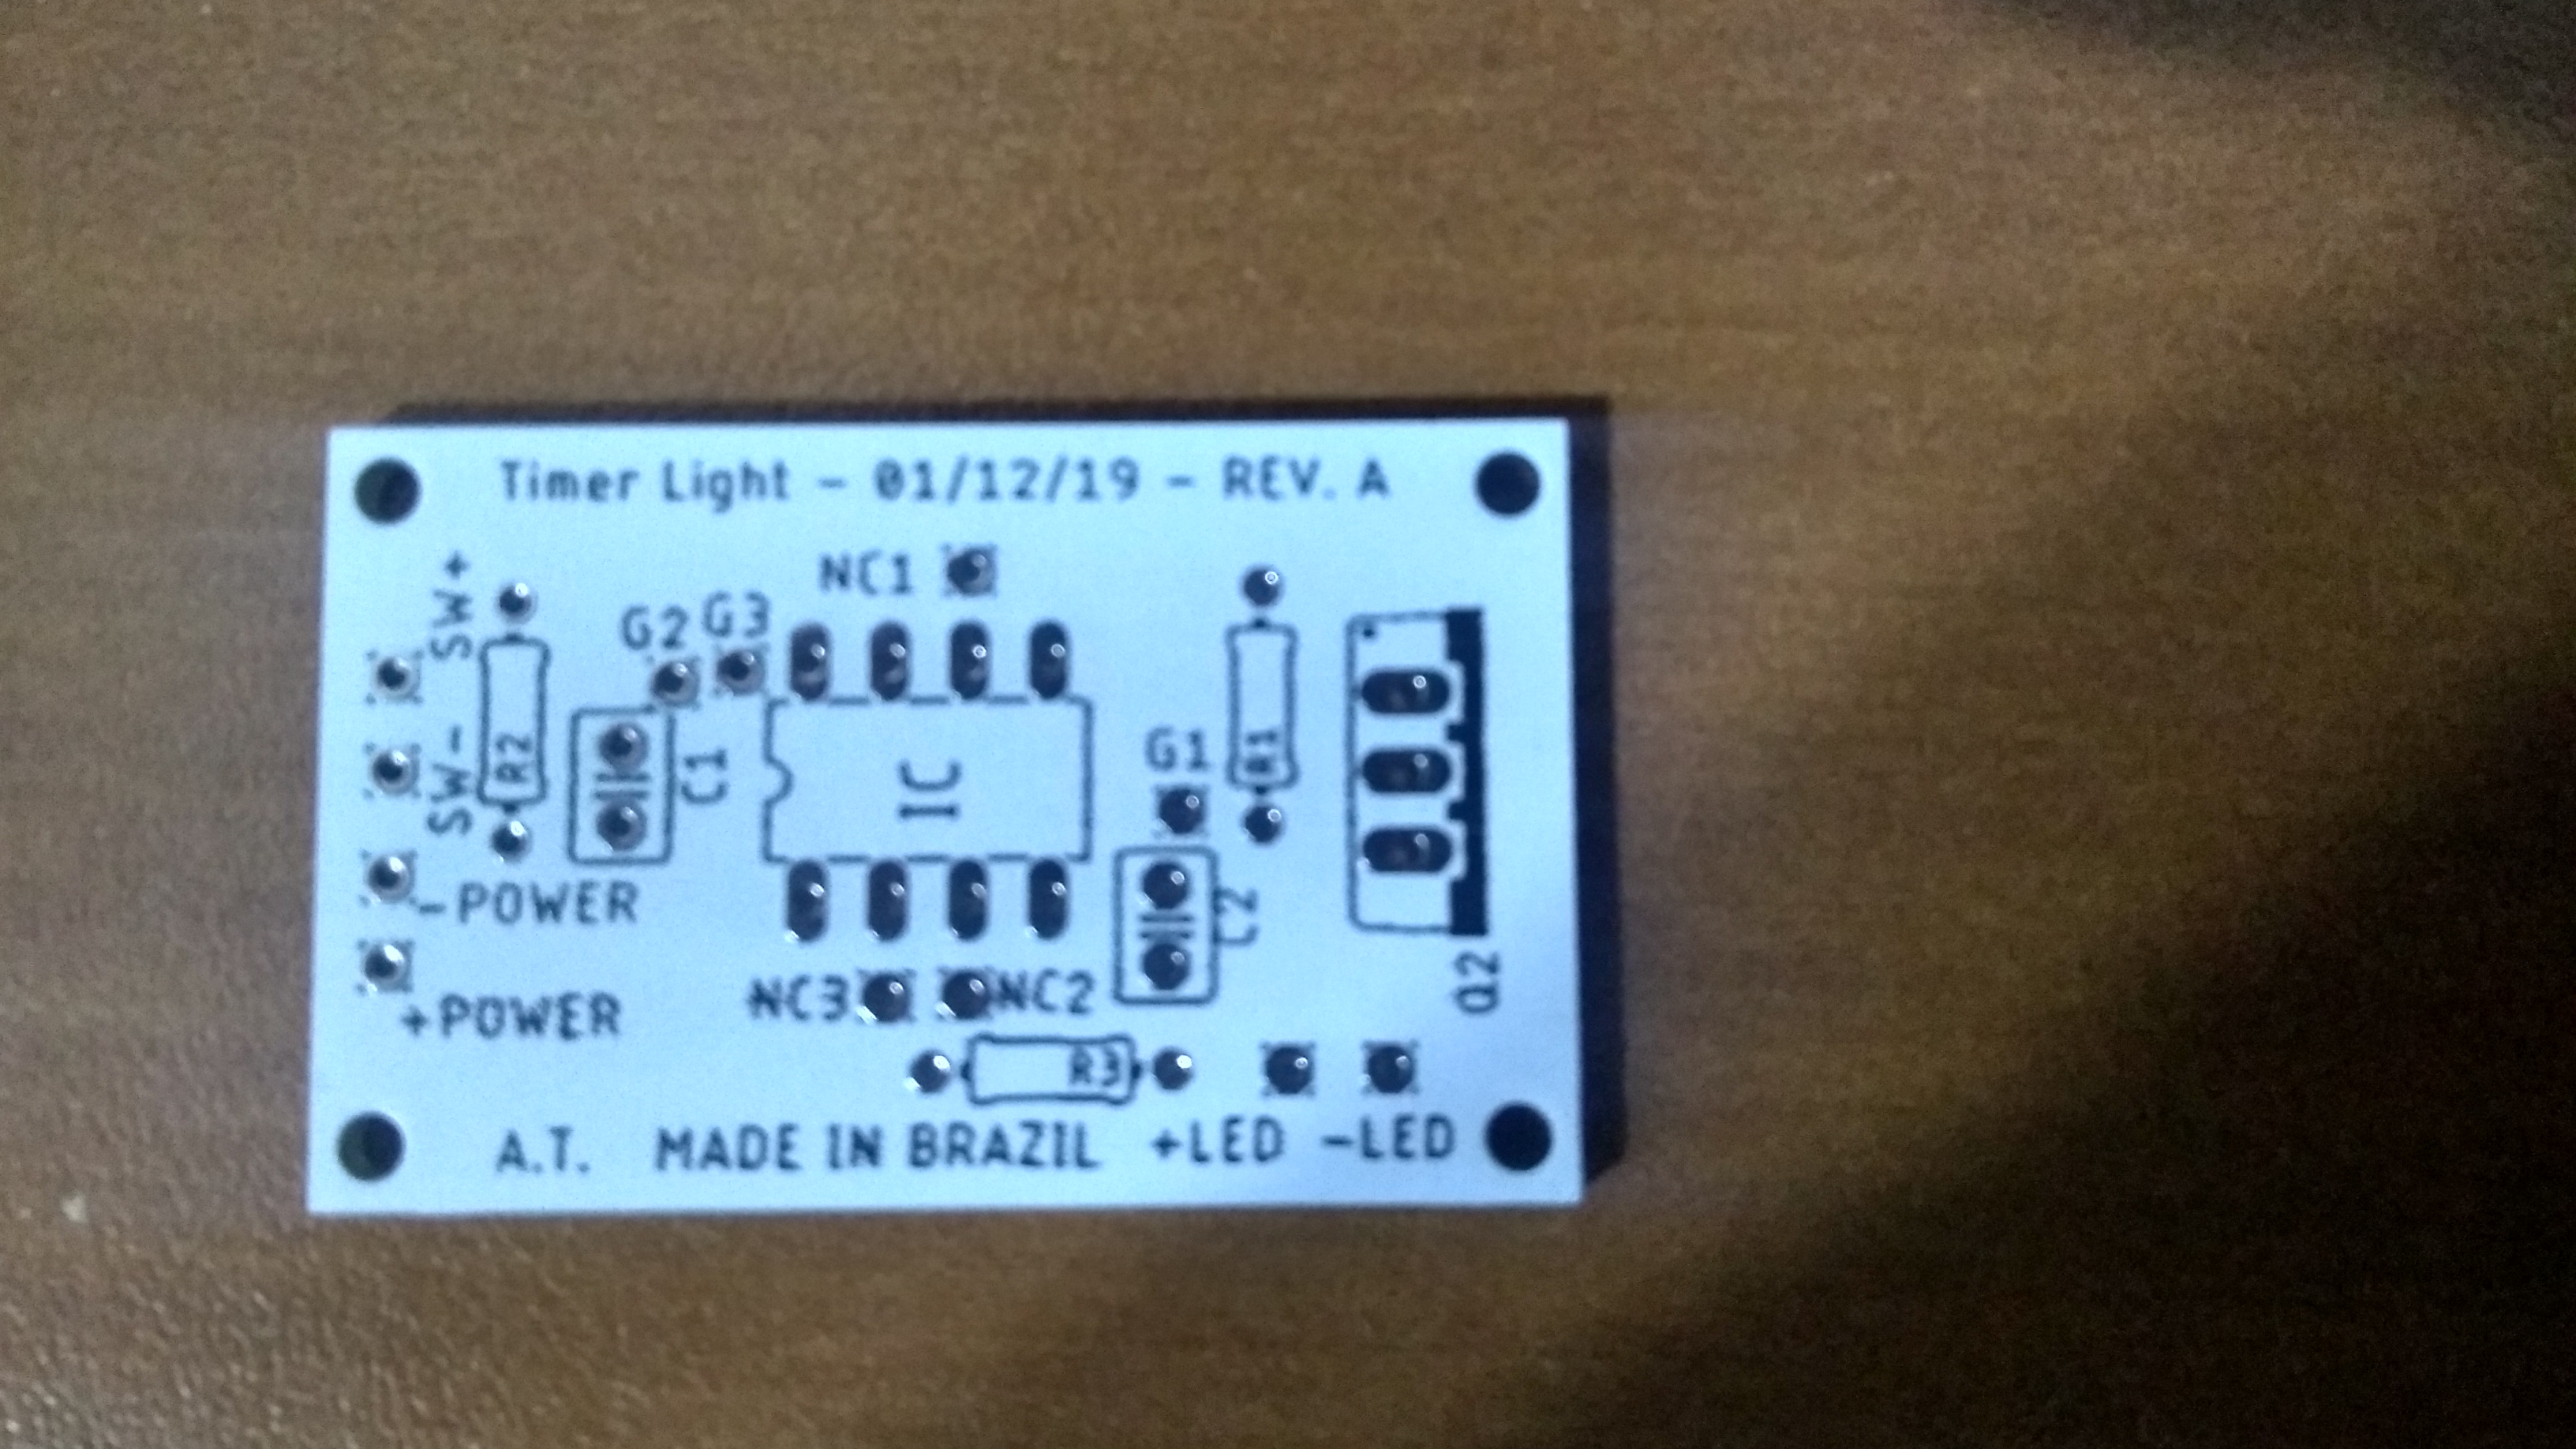 Timer Light - 01/12/19 - REV. A
SW-
SW+
R2
+POWER
-POWER
C1
G2
G3
NC1
NC3
NC2
IC
R3
C2
G1
R1
Q2
A.T. MADE IN BRAZIL +LED -LED